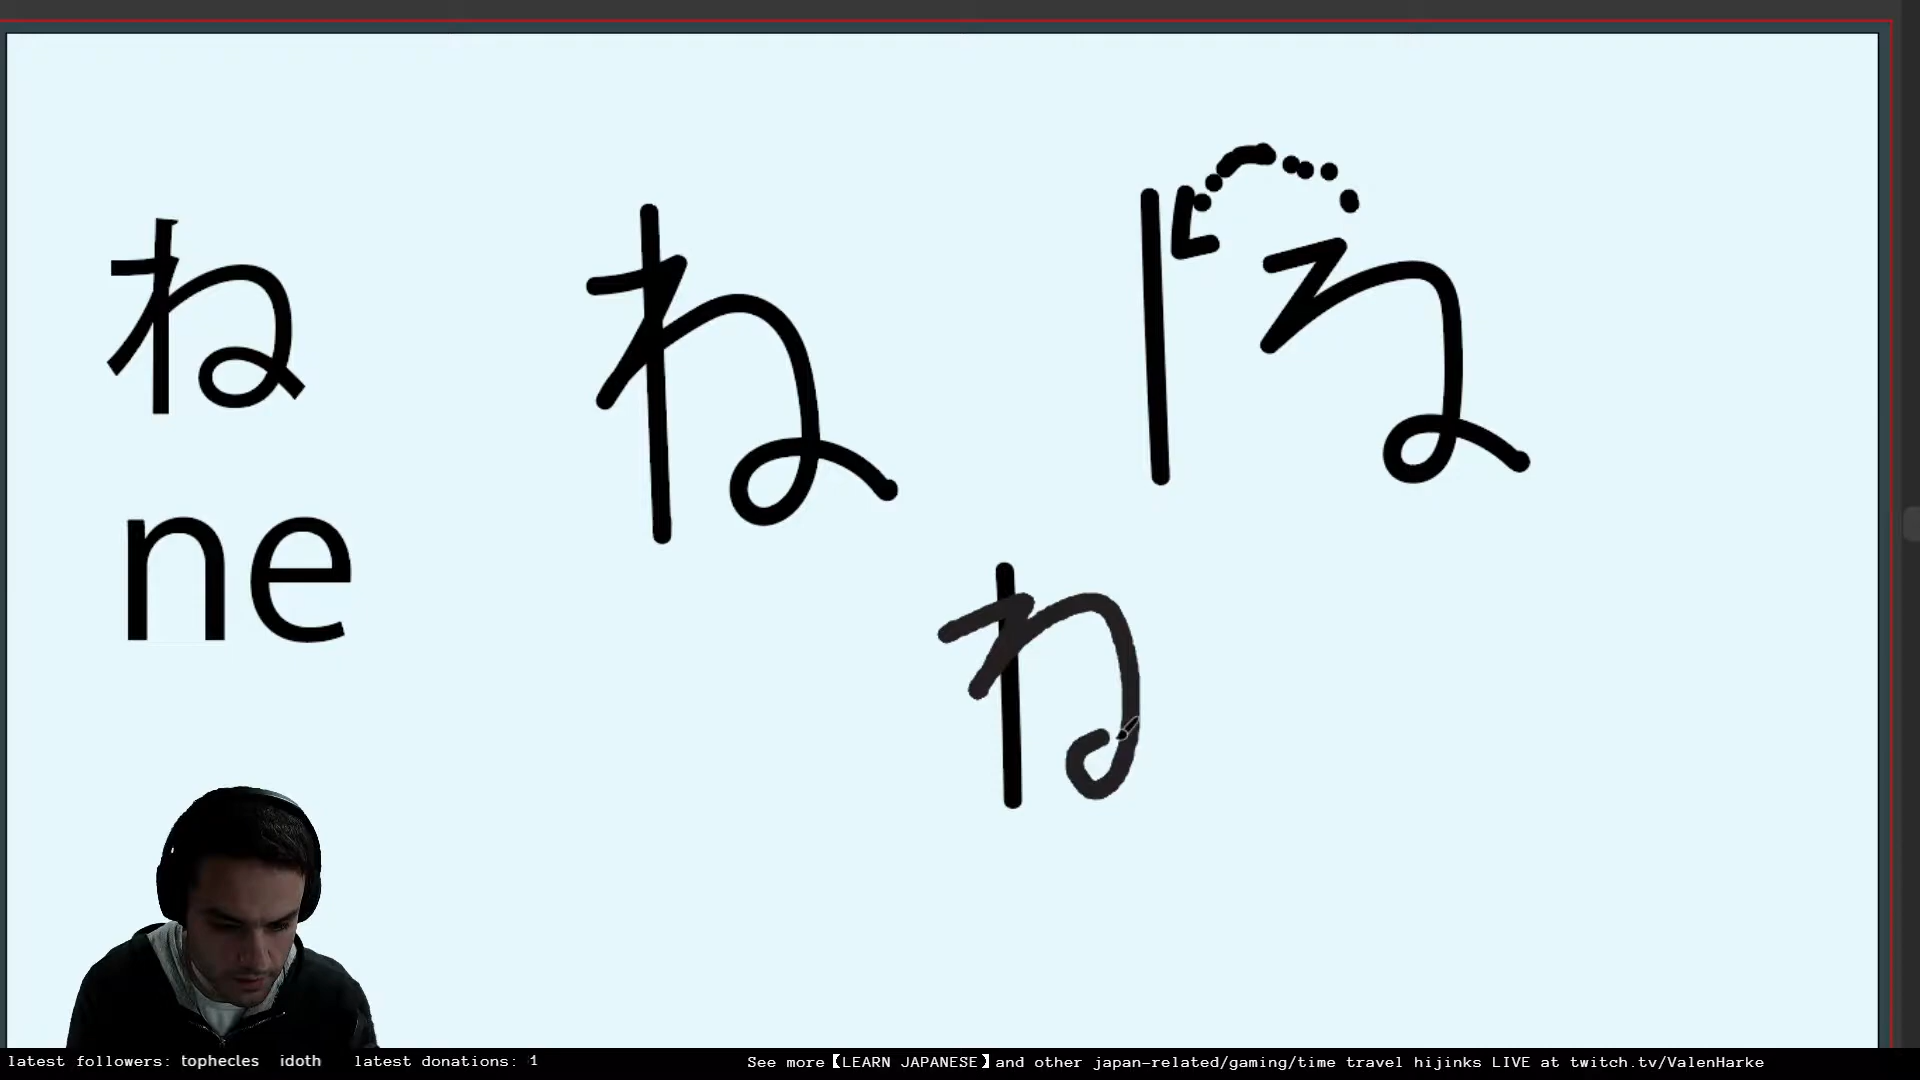 ね
ね
ne
ね
latest followers: tophecles idoth latest donations: 1
See more【LEARN JAPANESE】and other japan-related/gaming/time travel hijinks LIVE at twitch.tv/ValenHarke